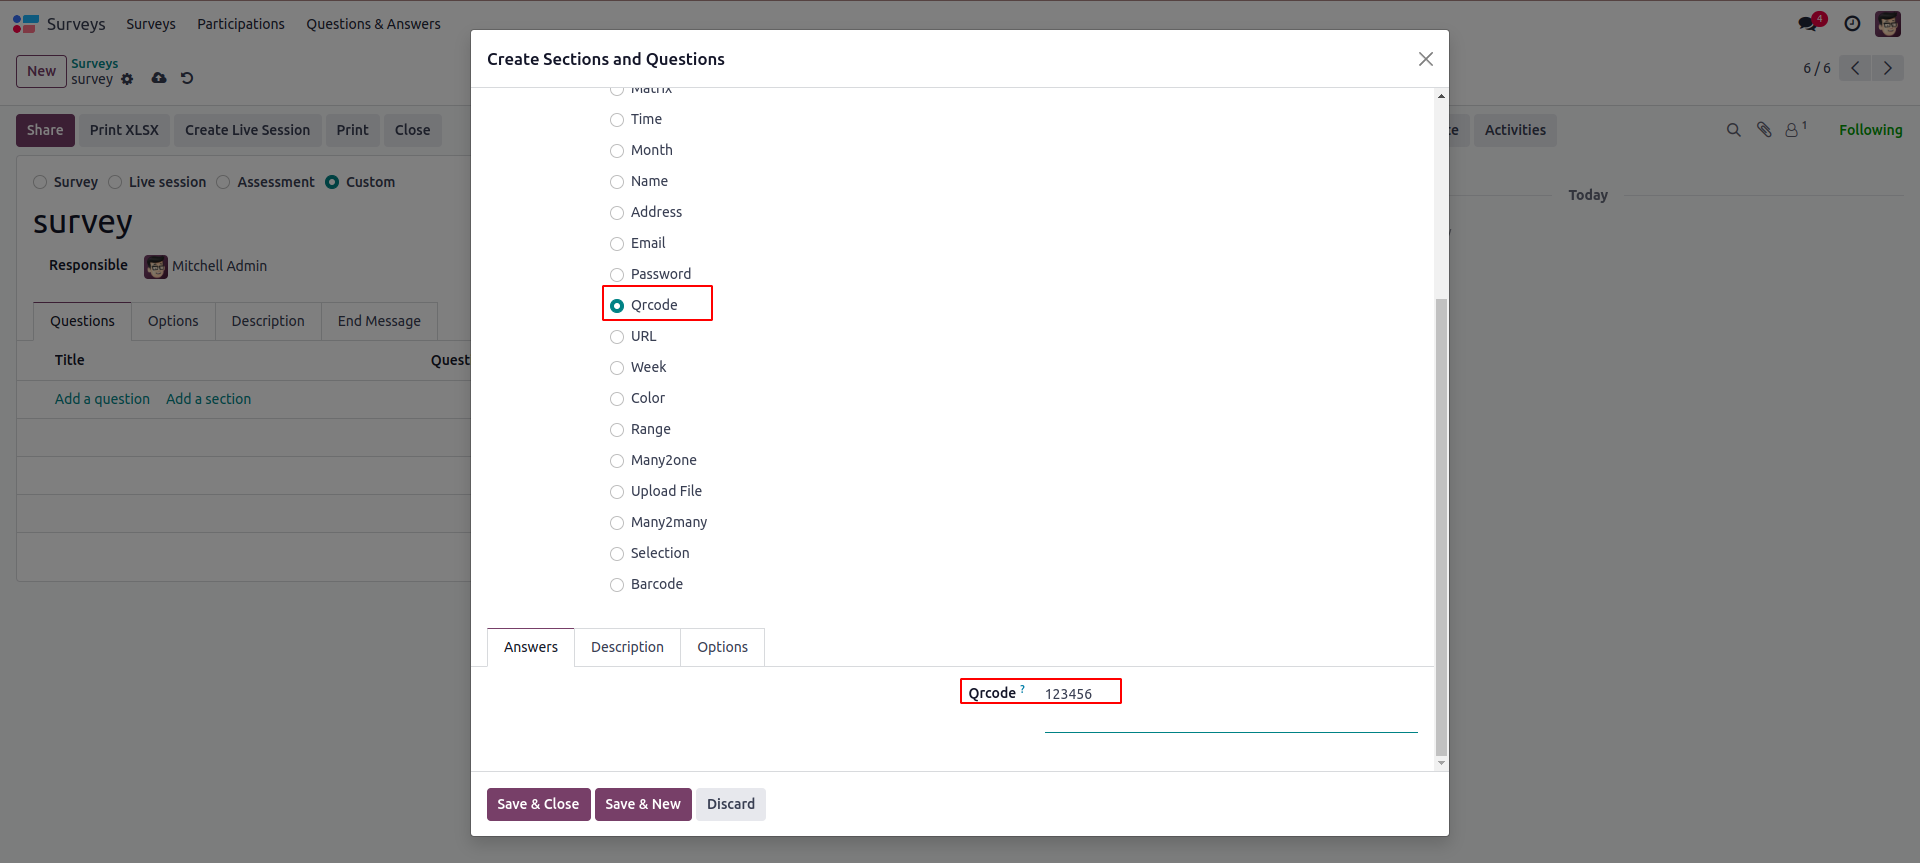 Surveys Surveys Participations Questions & Answers 4
New Surveys
survey 6 / 6
Share Print XLSX Create Live Session Print Close Activities 1 Following
Survey Live session Assessment Custom
survey
Responsible Mitchell Admin
Questions Options Description End Message
Title Quest
Add a question Add a section
Today
Create Sections and Questions
Matrix
Time
Month
Name
Address
Email
Password
Qrcode
URL
Week
Color
Range
Many2one
Upload File
Many2many
Selection
Barcode
Answers Description Options
Qrcode ? 123456
Save & Close Save & New Discard